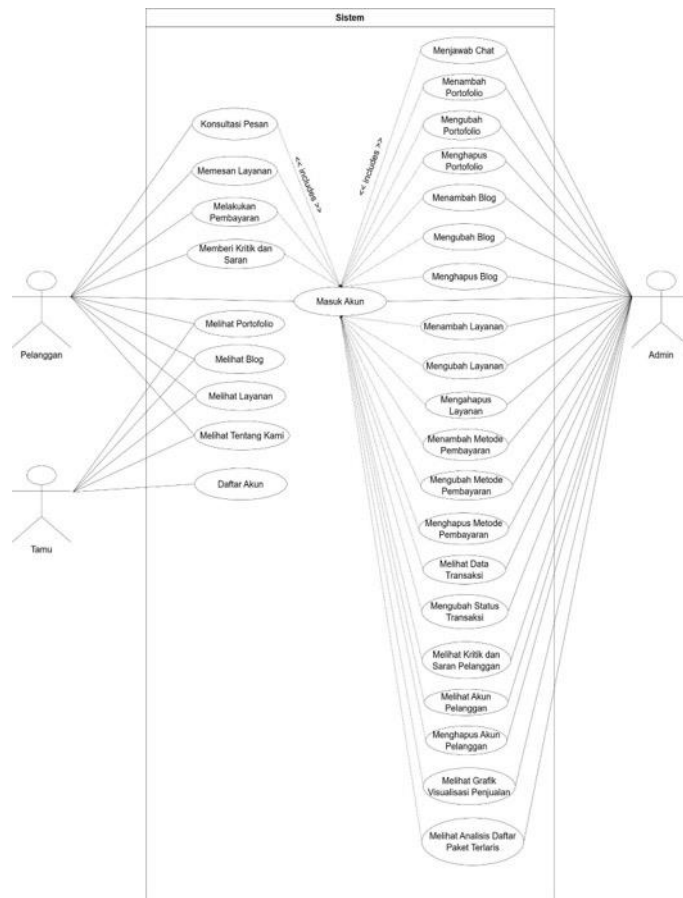 Sistem
Konsultasi Pesan
Memesan Layanan
Melakukan
Pembayaran
Memberi Kritik dan
Saran
<< includes >>
<< includes >>
Masuk Akun
Melihat Portofolio
Melihat Blog
Melihat Layanan
Melihat Tentang Kami
Daftar Akun
Pelanggan
Tamu
Menjawab Chat
Menambah
Portofolio
Mengubah
Portofolio
Menghapus
Portofolio
Menambah Blog
Mengubah Blog
Menghapus Blog
Menambah Layanan
Mengubah Layanan
Mengahapus
Layanan
Menambah Metode
Pembayaran
Mengubah Metode
Pembayaran
Menghapus Metode
Pembayaran
Melihat Data
Transaksi
Mengubah Status
Transaksi
Melihat Kritik dan
Saran Pelanggan
Melihat Akun
Pelanggan
Menghapus Akun
Pelanggan
Melihat Grafik
Visualisasi Penjualan
Melihat Analisis Daftar
Paket Terlaris
Admin